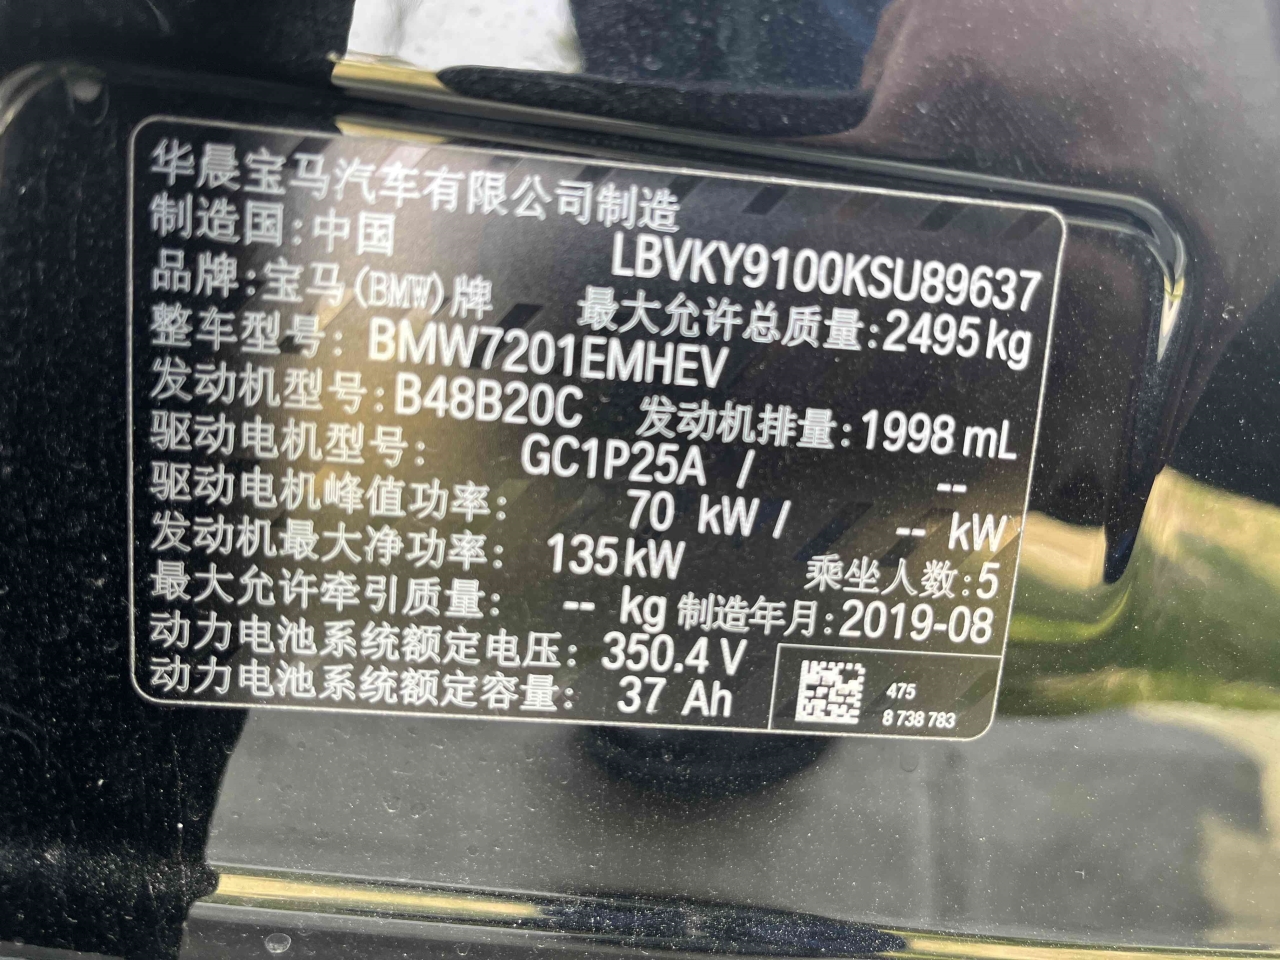 华晨宝马汽车有限公司制造
制造国:中国 LBVKY9100KSU89637
品牌:宝马(BMW)牌 最大允许总质量:2495kg
整车型号: BMW7201EMHEV
发动机型号:B48B20C 发动机排量:1998mL
驱动电机型号: GC1P25A / --
驱动电机峰值功率: 70 kW / -- kW
发动机最大净功率: 135kW 乘坐人数:5
最大允许牵引质量: -- kg 制造年月:2019-08
动力电池系统额定电压: 350.4 V
动力电池系统额定容量: 37 Ah
475
8 738 783